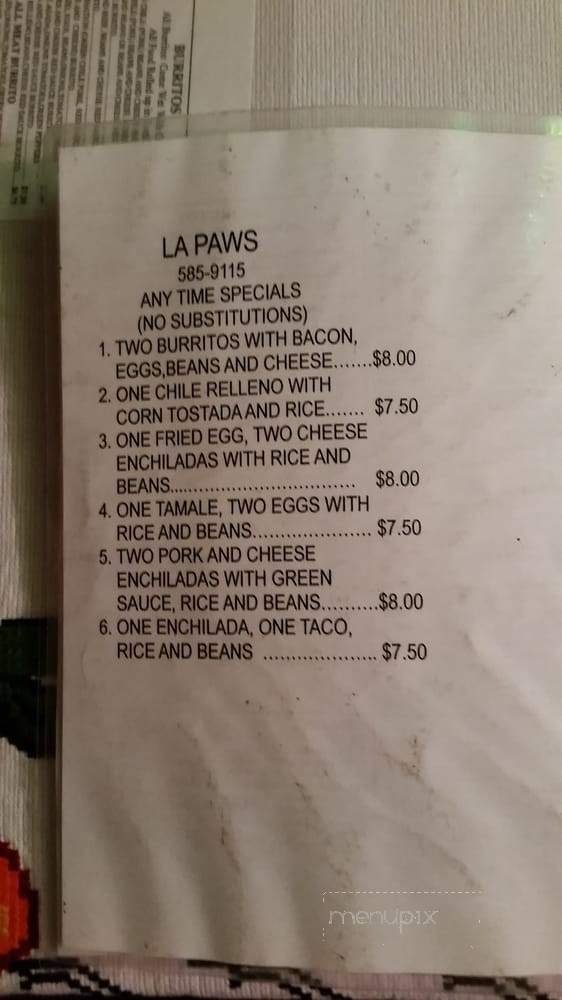 BURRITOS
ALL MEAT BURRITO
LA PAWS
585-9115
ANY TIME SPECIALS
(NO SUBSTITUTIONS)
1. TWO BURRITOS WITH BACON,
EGGS,BEANS AND CHEESE.......$8.00
2. ONE CHILE RELLENO WITH
CORN TOSTADA AND RICE....... $7.50
3. ONE FRIED EGG, TWO CHEESE
ENCHILADAS WITH RICE AND
BEANS.................................. $8.00
4. ONE TAMALE, TWO EGGS WITH
RICE AND BEANS..................... $7.50
5. TWO PORK AND CHEESE
ENCHILADAS WITH GREEN
SAUCE, RICE AND BEANS..........$8.00
6. ONE ENCHILADA, ONE TACO,
RICE AND BEANS .................... $7.50
menupix